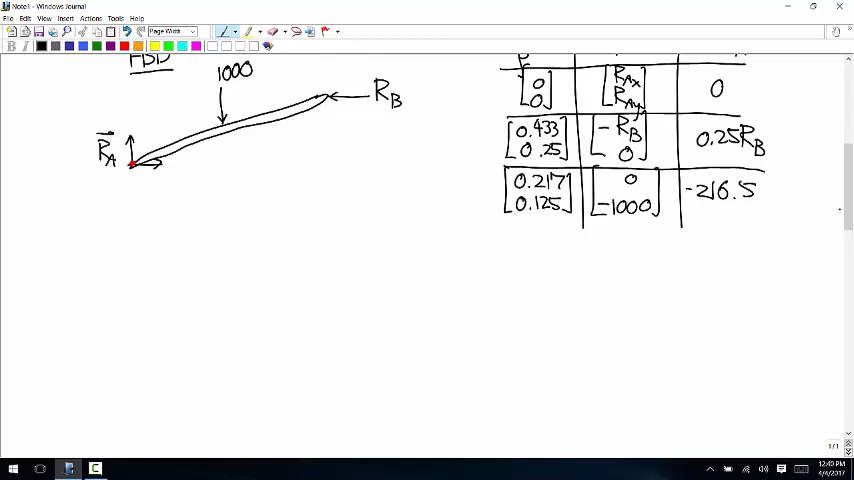 Note1 - Windows Journal
File Edit View Insert Actions Tools Help
Page Width
B I
FBD
1000
R_B
R_A
[0 0] [R_Ax R_Ay] 0
[0.433 0.25] [-R_B 0] 0.25R_B
[0.217 0.125] [0 -1000] -216.5
1/1
12:40 PM
4/4/2017